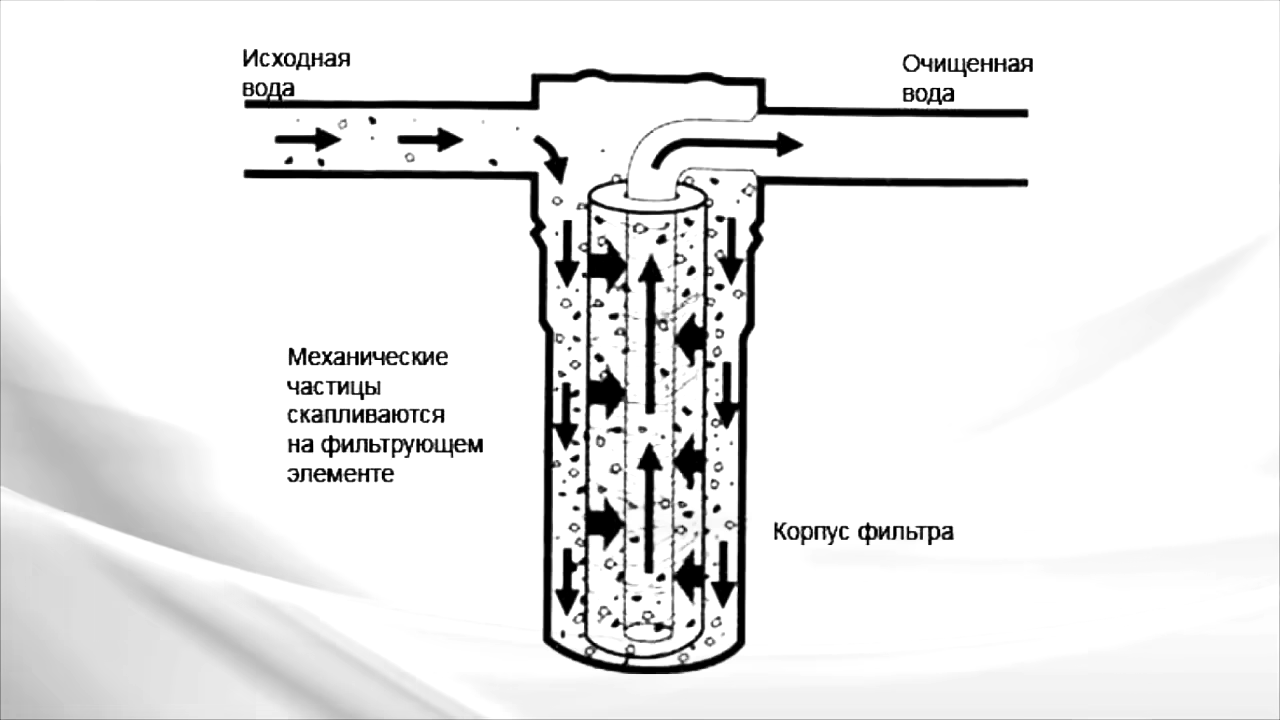 Исходная
вода
Очищенная
вода
Механические
частицы
скапливаются
на фильтрующем
элементе
Корпус фильтра